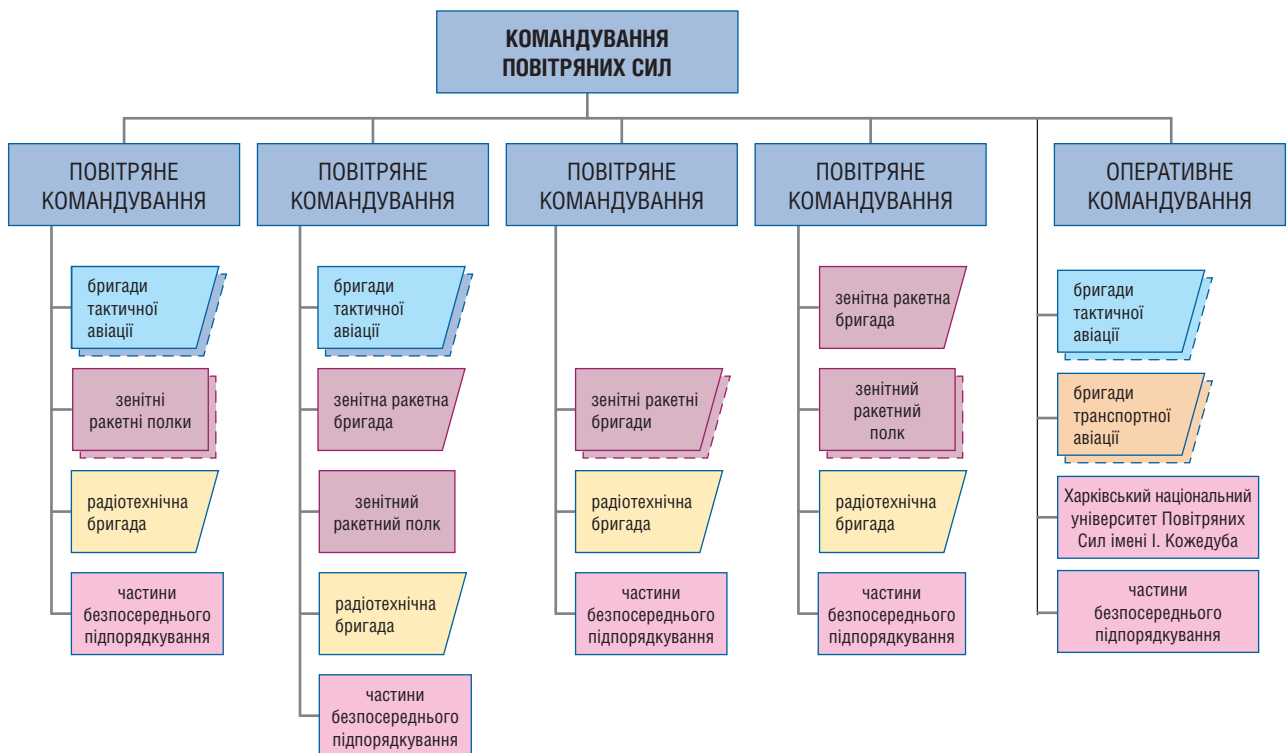 КОМАНДУВАННЯ
ПОВІТРЯНИХ СИЛ
ПОВІТРЯНЕ
КОМАНДУВАННЯ
бригади
тактичної
авіації
зенітні
ракетні полки
радіотехнічна
бригада
частини
безпосереднього
підпорядкування
ПОВІТРЯНЕ
КОМАНДУВАННЯ
бригади
тактичної
авіації
зенітна ракетна
бригада
зенітний
ракетний полк
радіотехнічна
бригада
частини
безпосереднього
підпорядкування
ПОВІТРЯНЕ
КОМАНДУВАННЯ
зенітні ракетні
бригади
радіотехнічна
бригада
частини
безпосереднього
підпорядкування
ПОВІТРЯНЕ
КОМАНДУВАННЯ
зенітна ракетна
бригада
зенітний
ракетний
полк
радіотехнічна
бригада
частини
безпосереднього
підпорядкування
ОПЕРАТИВНЕ
КОМАНДУВАННЯ
бригади
тактичної
авіації
бригади
транспортної
авіації
Харківський національний
університет Повітряних
Сил імені І. Кожедуба
частини
безпосереднього
підпорядкування